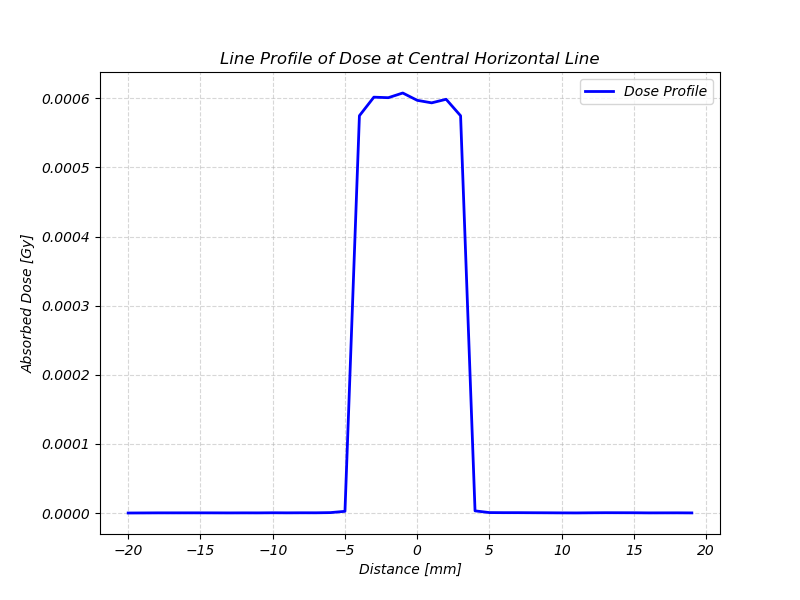 Line Profile of Dose at Central Horizontal Line
Dose Profile
Absorbed Dose [Gy]
0.0006
0.0005
0.0004
0.0003
0.0002
0.0001
0.0000
−20 −15 −10 −5 0 5 10 15 20
Distance [mm]